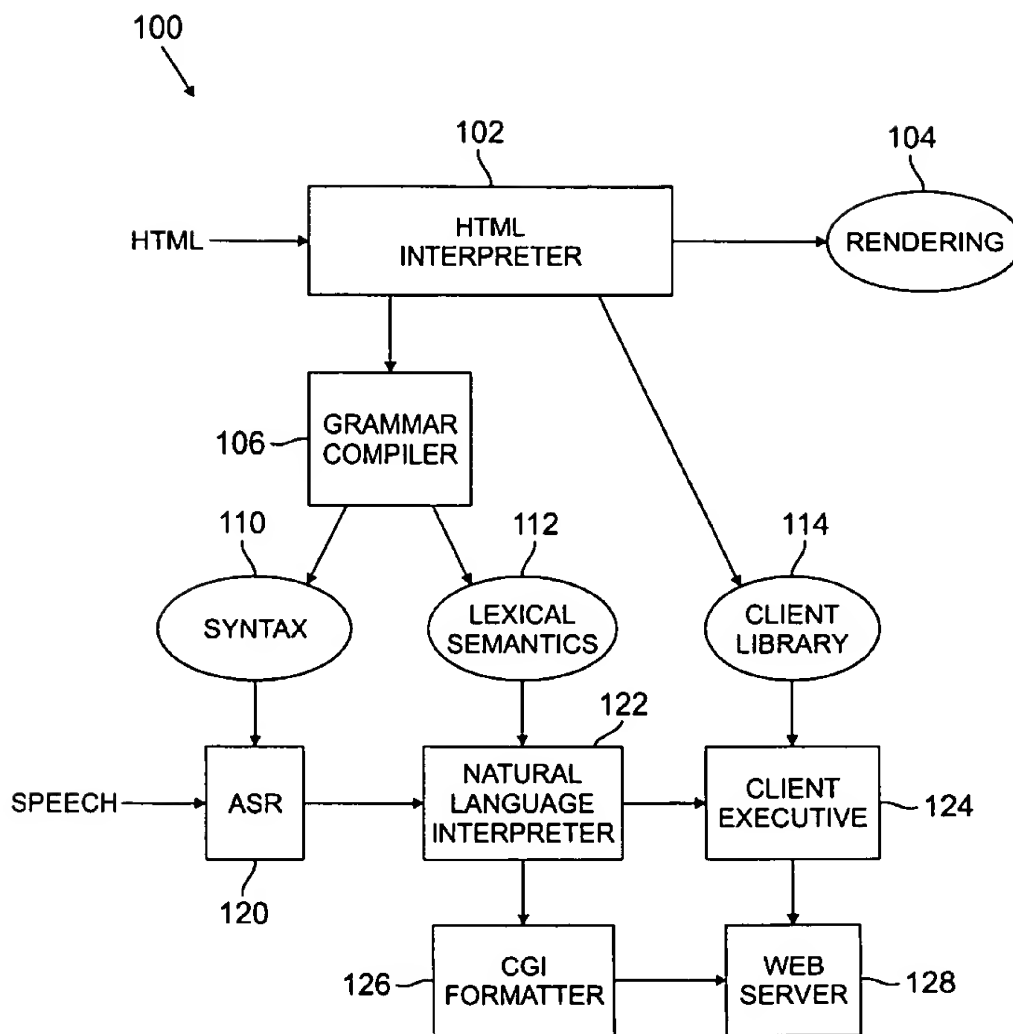 100
102
104
HTML
HTML
INTERPRETER
RENDERING
106
GRAMMAR
COMPILER
110
112
114
SYNTAX
LEXICAL
SEMANTICS
CLIENT
LIBRARY
122
SPEECH
ASR
NATURAL
LANGUAGE
INTERPRETER
CLIENT
EXECUTIVE
124
120
126
CGI
FORMATTER
WEB
SERVER
128